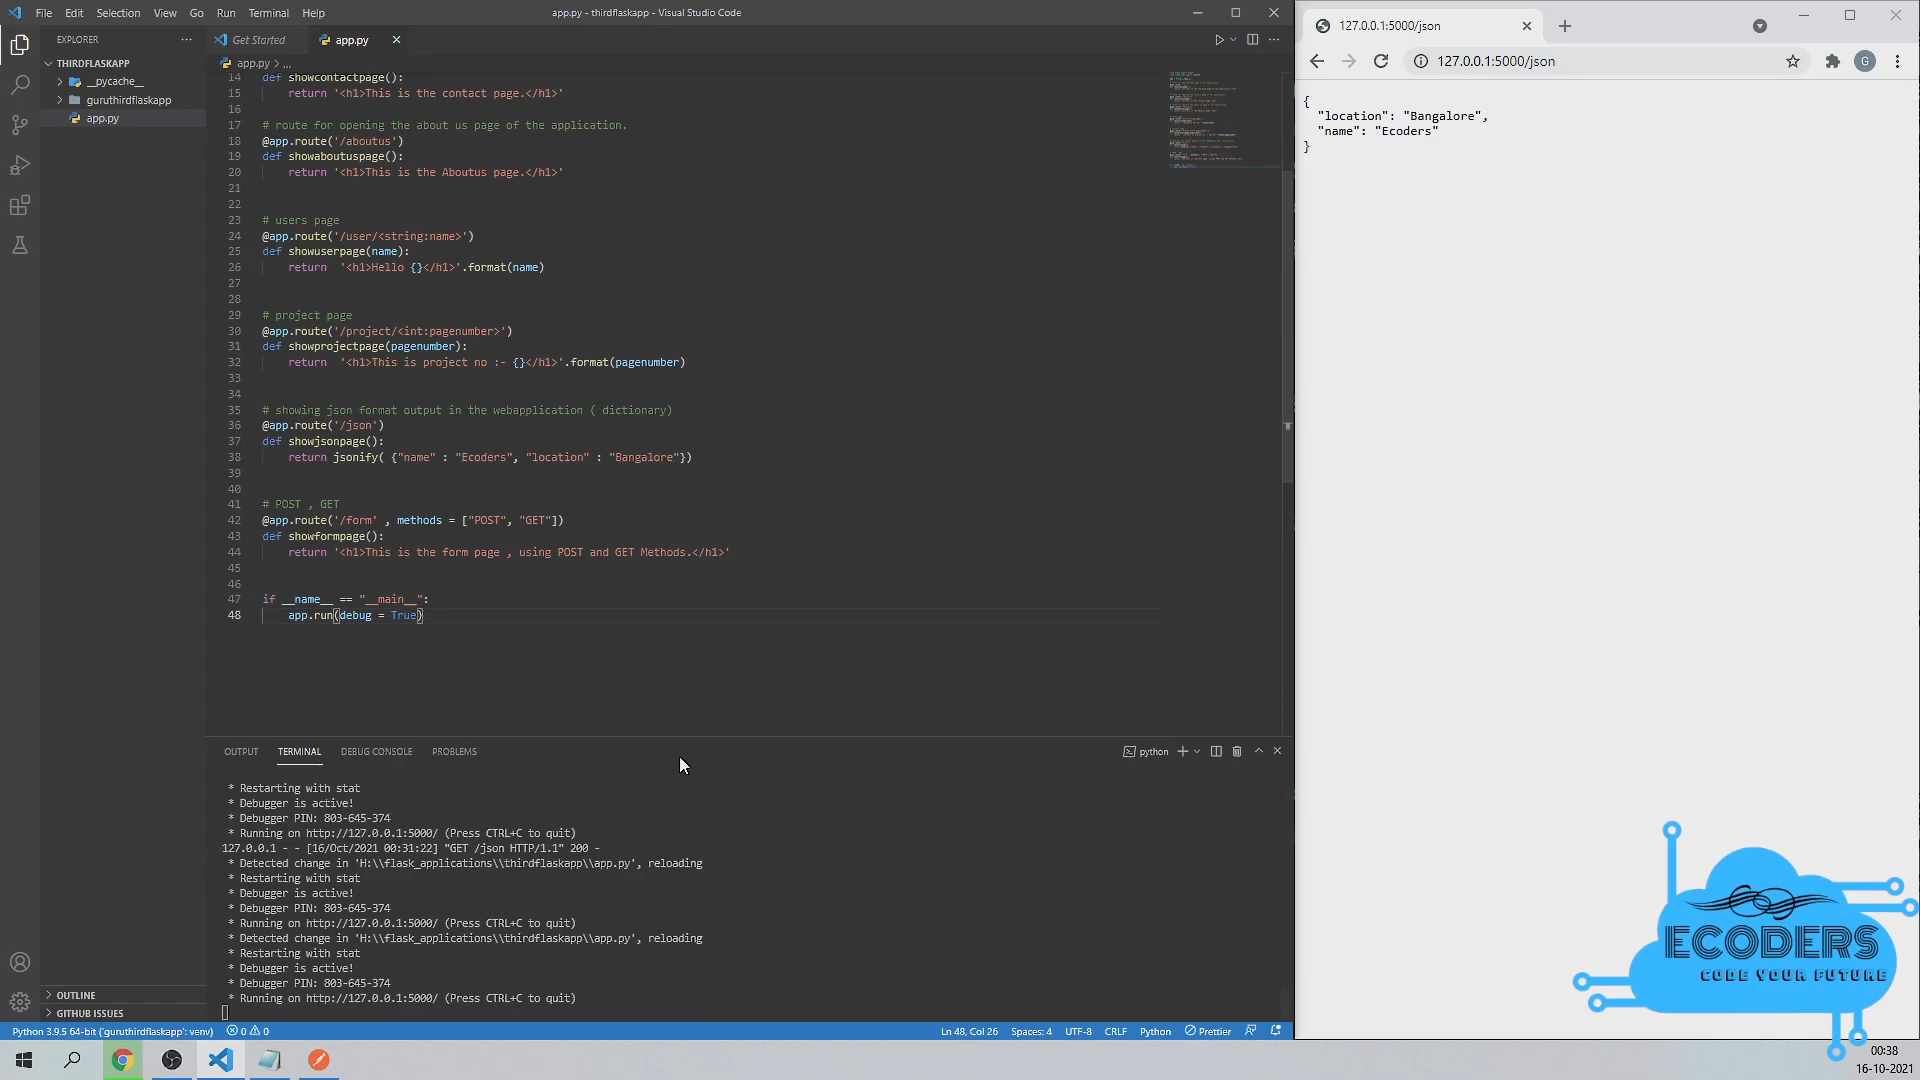 File Edit Selection View Go Run Terminal Help
app.py - thirdflaskapp - Visual Studio Code
EXPLORER
THIRDFLASKAPP
__pycache__
guruthirdflaskapp
app.py
Get Started
app.py
app.py > ...
14 def showcontactpage():
15 return '<h1>This is the contact page.</h1>'
16
17 # route for opening the about us page of the application.
18 @app.route('/aboutus')
19 def showaboutuspage():
20 return '<h1>This is the Aboutus page.</h1>'
21
22
23 # users page
24 @app.route('/user/<string:name>')
25 def showuserpage(name):
26 return '<h1>Hello {}</h1>'.format(name)
27
28
29 # project page
30 @app.route('/project/<int:pagenumber>')
31 def showprojectpage(pagenumber):
32 return '<h1>This is project no :- {}</h1>'.format(pagenumber)
33
34
35 # showing json format output in the webapplication ( dictionary)
36 @app.route('/json')
37 def showjsonpage():
38 return jsonify( {"name" : "Ecoders", "location" : "Bangalore"})
39
40
41 # POST , GET
42 @app.route('/form' , methods = ["POST", "GET"])
43 def showformpage():
44 return '<h1>This is the form page , using POST and GET Methods.</h1>'
45
46
47 if __name__ == "__main__":
48 app.run(debug = True)
OUTPUT TERMINAL DEBUG CONSOLE PROBLEMS
python
* Restarting with stat
* Debugger is active!
* Debugger PIN: 803-645-374
* Running on http://127.0.0.1:5000/ (Press CTRL+C to quit)
127.0.0.1 - - [16/Oct/2021 00:31:22] "GET /json HTTP/1.1" 200 -
* Detected change in 'H:\\flask_applications\\thirdflaskapp\\app.py', reloading
* Restarting with stat
* Debugger is active!
* Debugger PIN: 803-645-374
* Running on http://127.0.0.1:5000/ (Press CTRL+C to quit)
* Detected change in 'H:\\flask_applications\\thirdflaskapp\\app.py', reloading
* Restarting with stat
* Debugger is active!
* Debugger PIN: 803-645-374
* Running on http://127.0.0.1:5000/ (Press CTRL+C to quit)
OUTLINE
GITHUB ISSUES
Python 3.9.5 64-bit ('guruthirdflaskapp': venv) 0 0
Ln 48, Col 26 Spaces: 4 UTF-8 CRLF Python Prettier
127.0.0.1:5000/json
127.0.0.1:5000/json
G
{
"location": "Bangalore",
"name": "Ecoders"
}
ECODERS
CODE YOUR FUTURE
00:38
16-10-2021